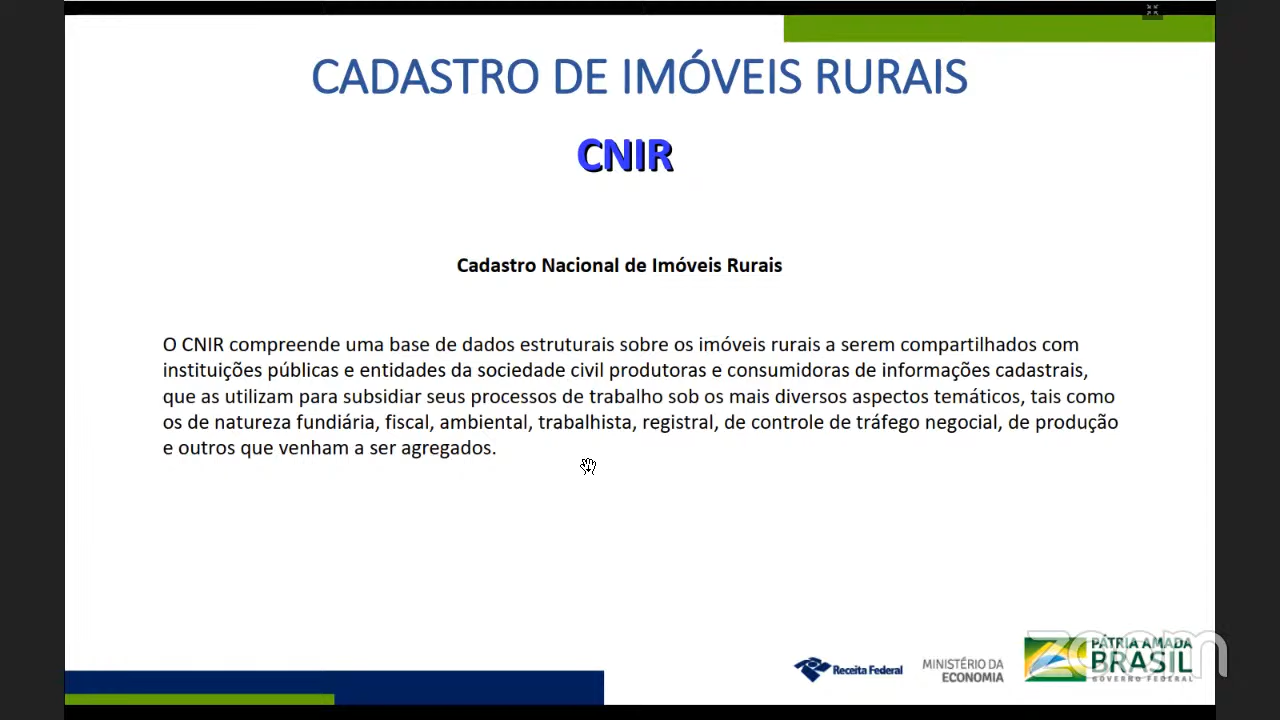 CADASTRO DE IMÓVEIS RURAIS
CNIR
Cadastro Nacional de Imóveis Rurais
O CNIR compreende uma base de dados estruturais sobre os imóveis rurais a serem compartilhados com
instituições públicas e entidades da sociedade civil produtoras e consumidoras de informações cadastrais,
que as utilizam para subsidiar seus processos de trabalho sob os mais diversos aspectos temáticos, tais como
os de natureza fundiária, fiscal, ambiental, trabalhista, registral, de controle de tráfego negocial, de produção
e outros que venham a ser agregados.
Receita Federal
MINISTÉRIO DA
ECONOMIA
PÁTRIA AMADA
BRASIL
GOVERNO FEDERAL
zoom